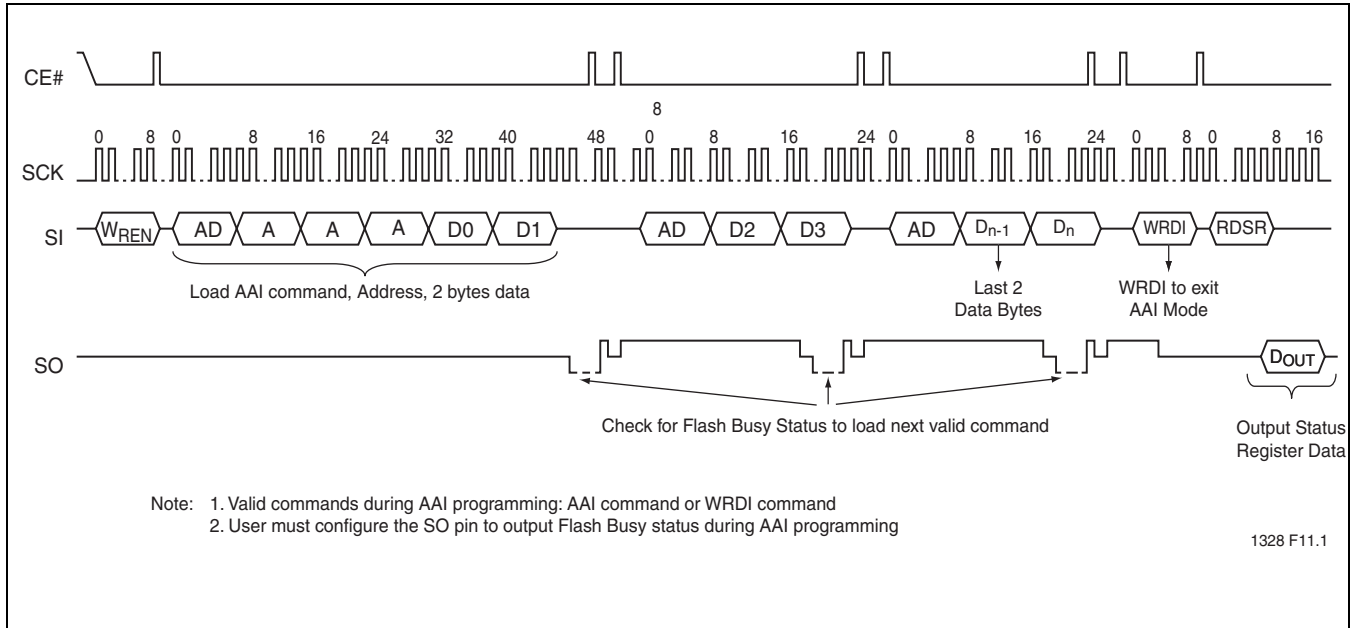 CE#
8
0 8 0 8 16 24 32 40 48 0 8 16 24 0 8 16 24 0 8 0 8 16
SCK
SI WREN AD A A A D0 D1 AD D2 D3 AD Dn-1 Dn WRDI RDSR
Load AAI command, Address, 2 bytes data
Last 2
Data Bytes
WRDI to exit
AAI Mode
SO DOUT
Check for Flash Busy Status to load next valid command
Output Status
Register Data
Note: 1. Valid commands during AAI programming: AAI command or WRDI command
2. User must configure the SO pin to output Flash Busy status during AAI programming
1328 F11.1